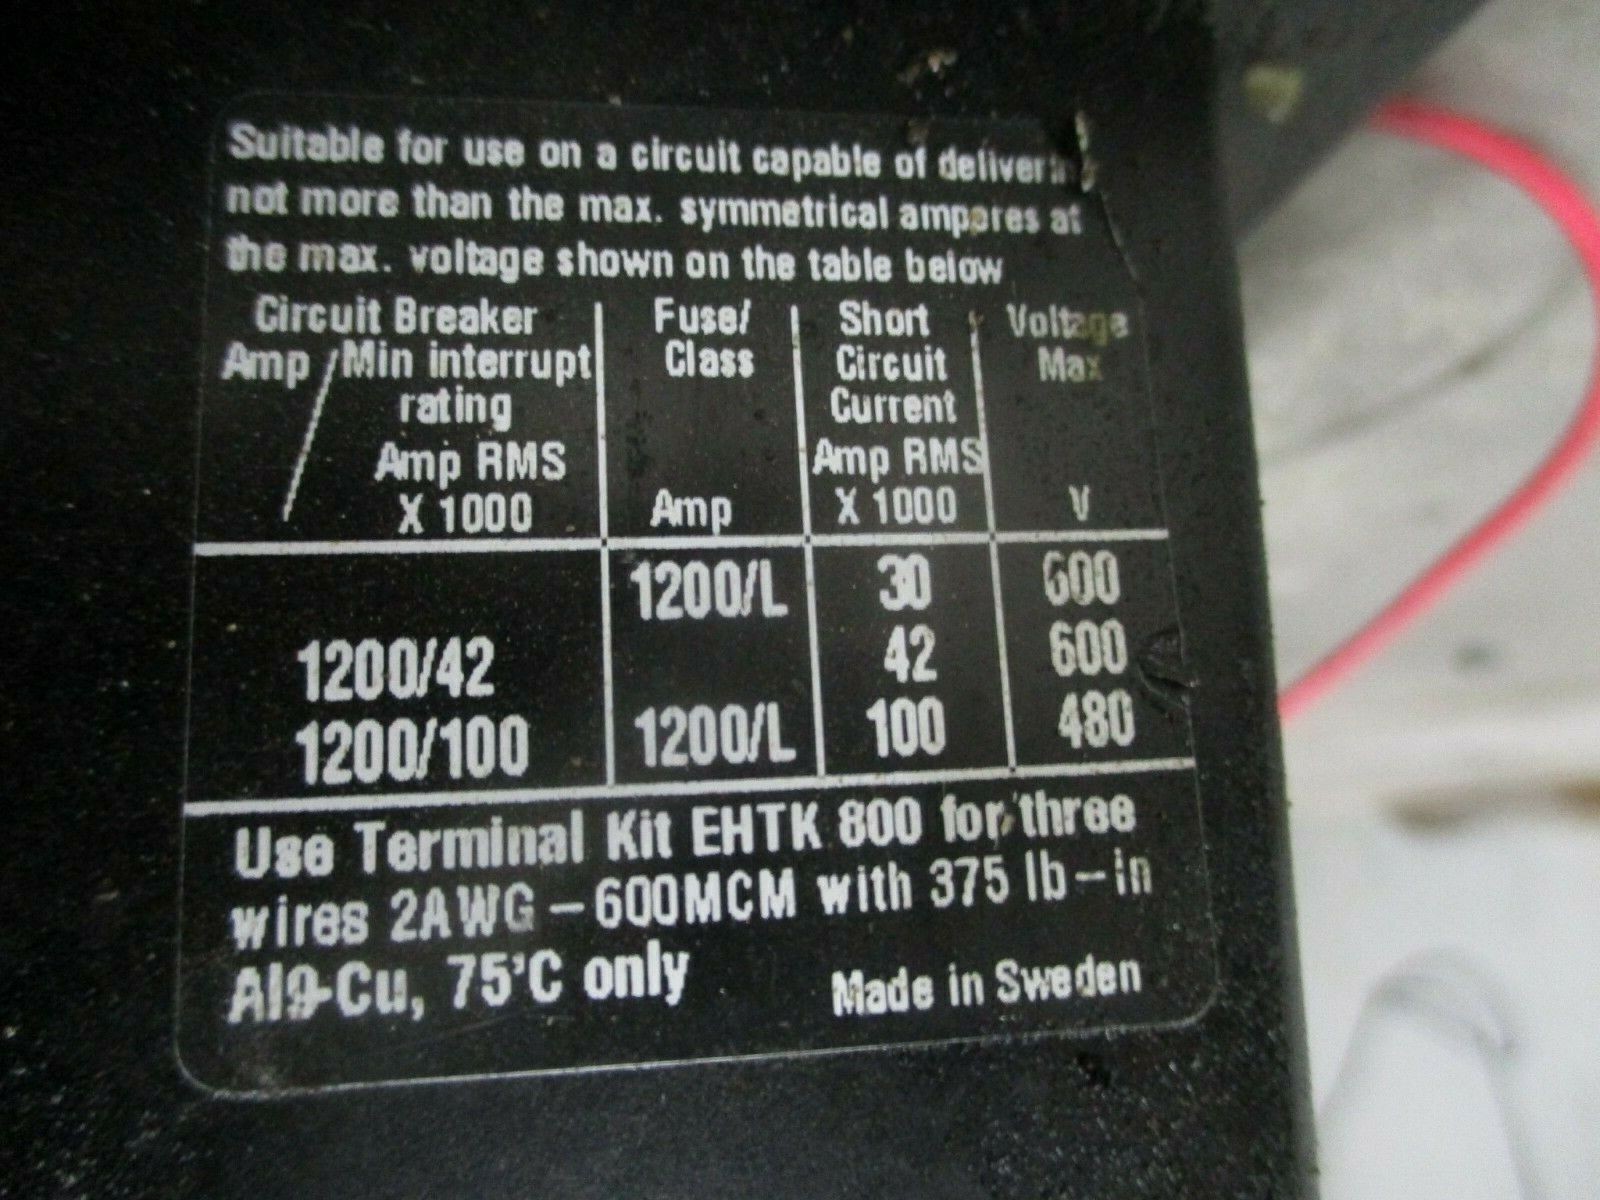 Suitable for use on a circuit capable of delivering
not more than the max. symmetrical amperes at
the max. voltage shown on the table below
Circuit Breaker Fuse/ Short Voltage
Amp / Min interrupt Class Circuit Max
rating Current
Amp RMS Amp RMS
X 1000 Amp X 1000 V
1200/L 30 600
1200/42 42 600
1200/100 1200/L 100 480
Use Terminal Kit EHTK 800 for three
wires 2AWG – 600MCM with 375 lb–in
Al9-Cu, 75'C only Made in Sweden